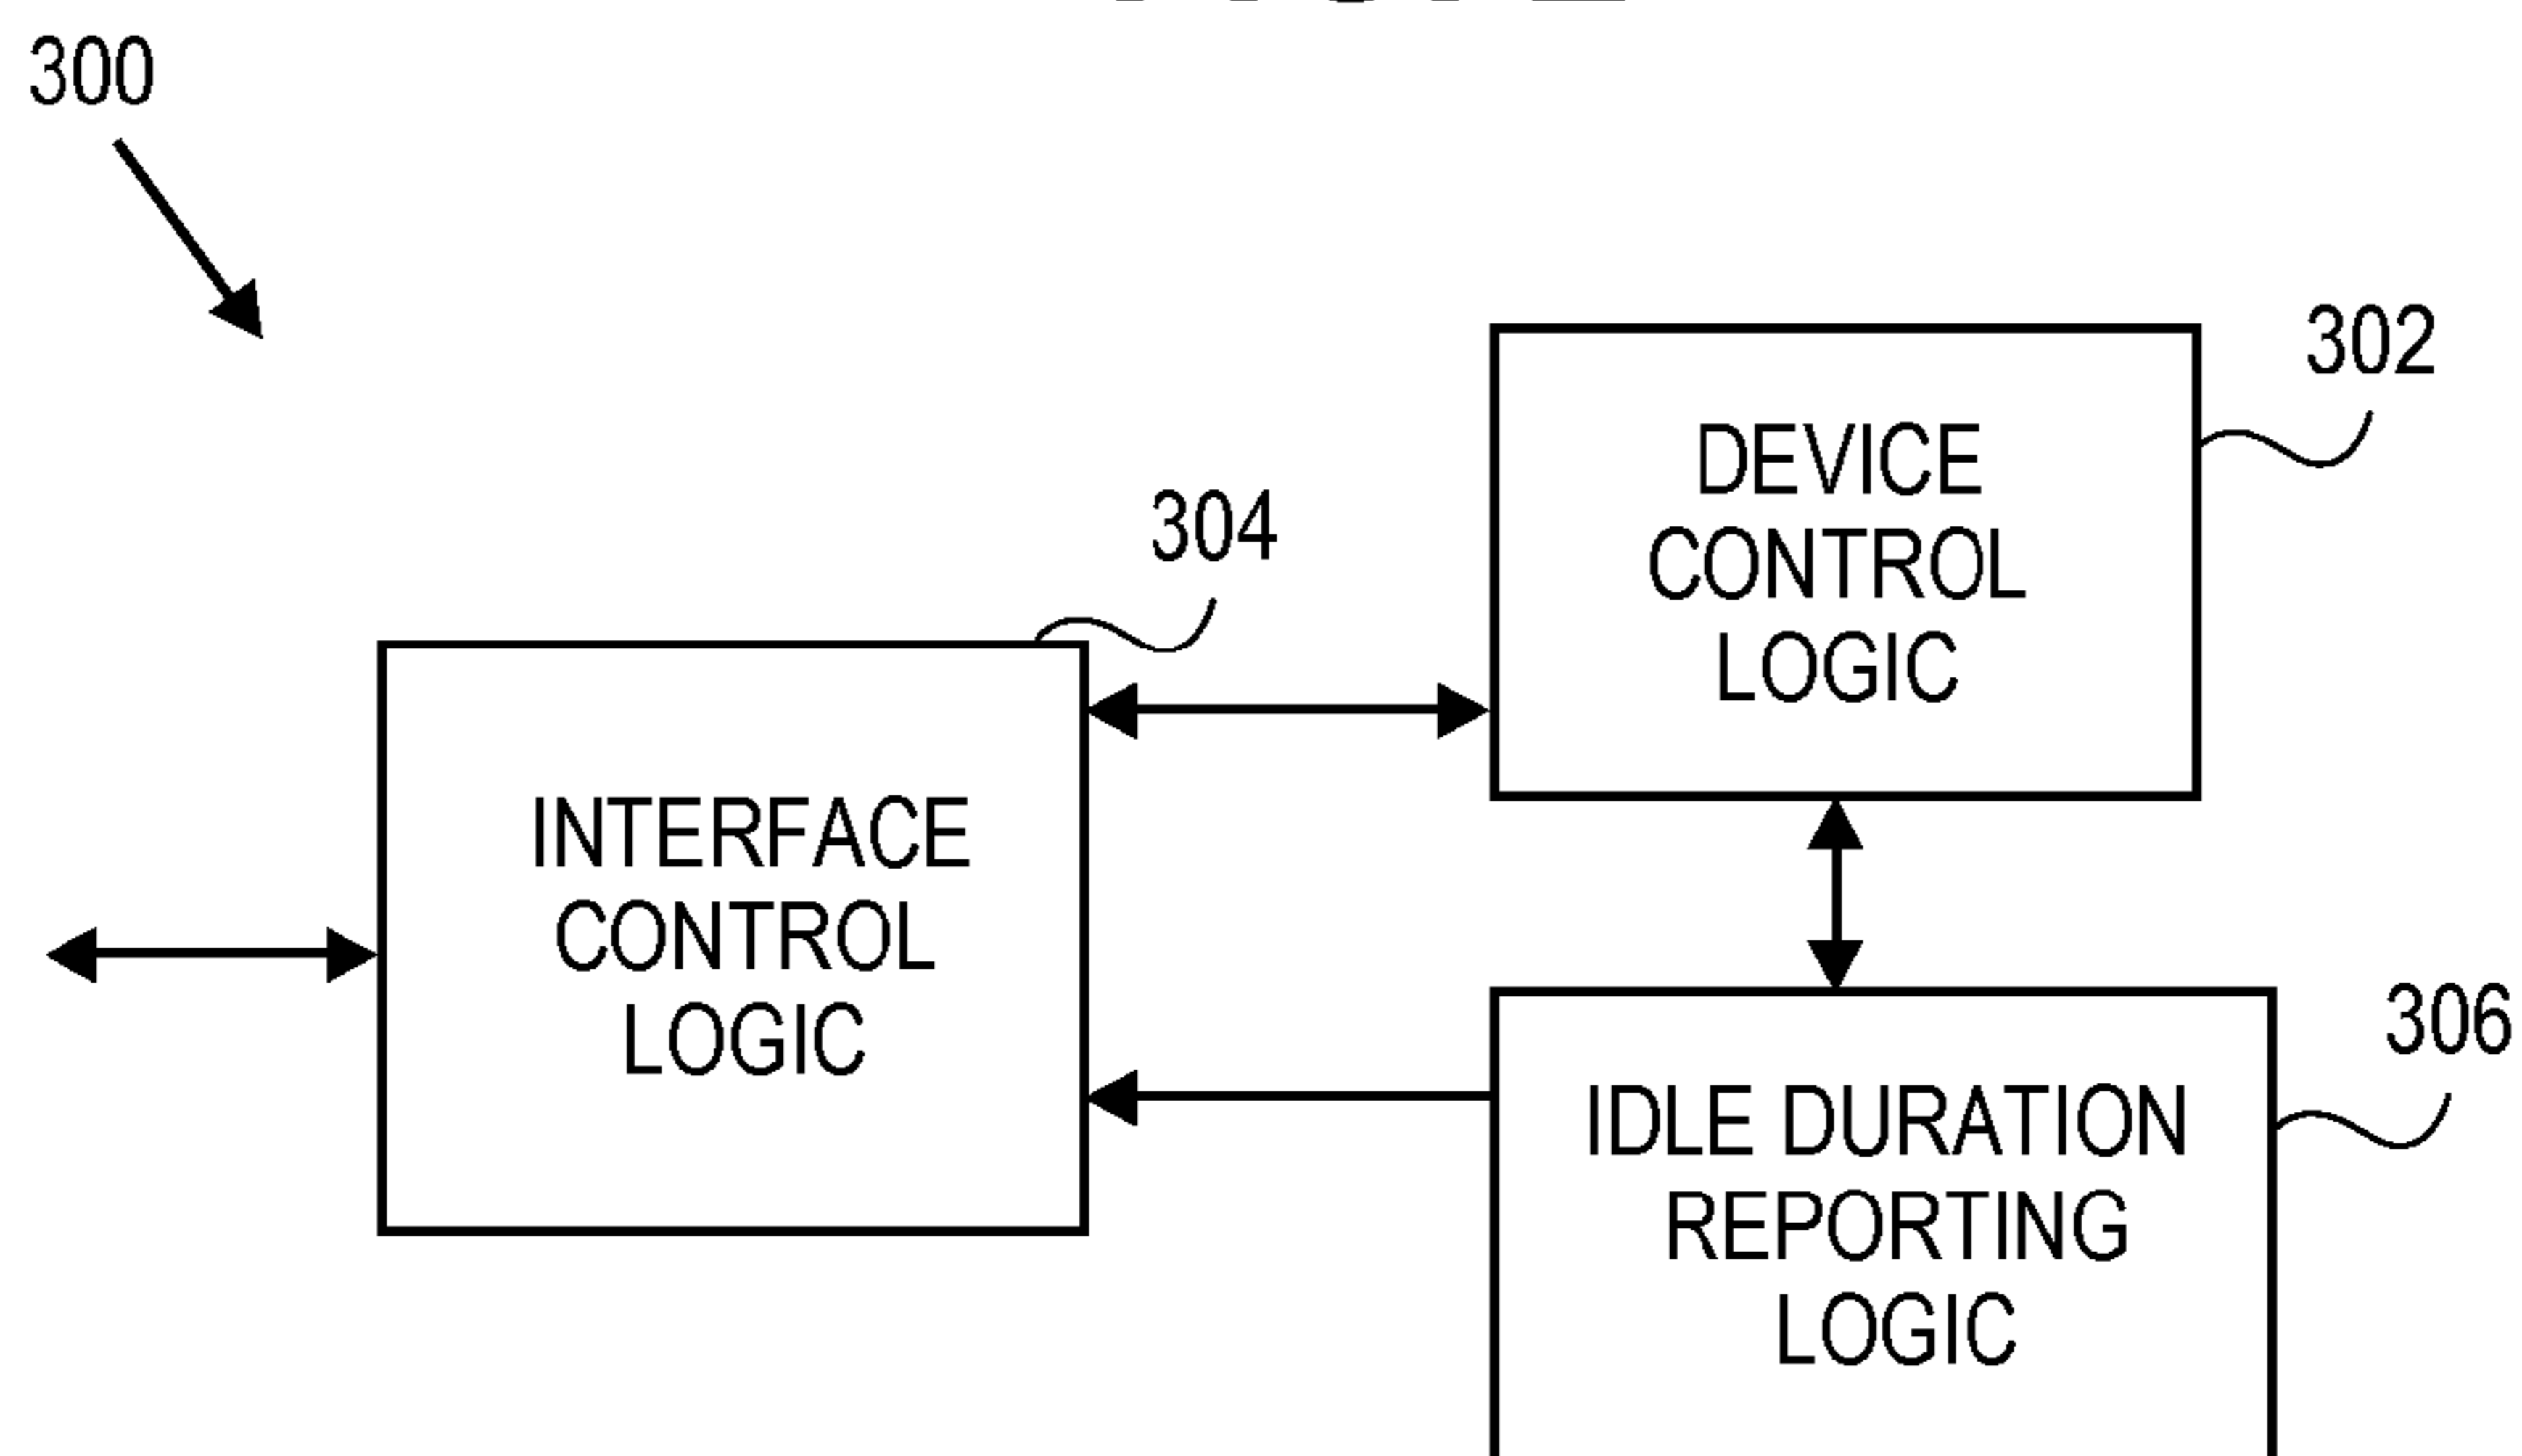 300
302
DEVICE
CONTROL
LOGIC
304
INTERFACE
CONTROL
LOGIC
306
IDLE DURATION
REPORTING
LOGIC